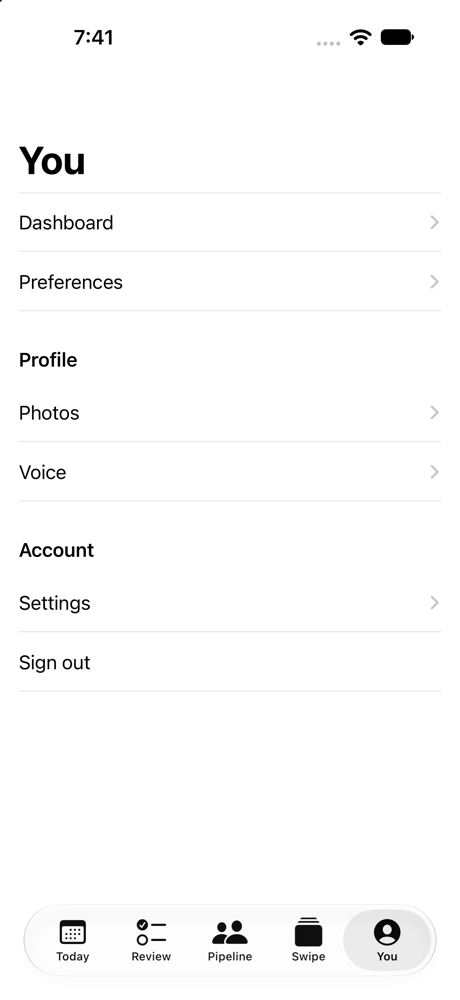 7:41
You
Dashboard
Preferences
Profile
Photos
Voice
Account
Settings
Sign out
Today
Review
Pipeline
Swipe
You